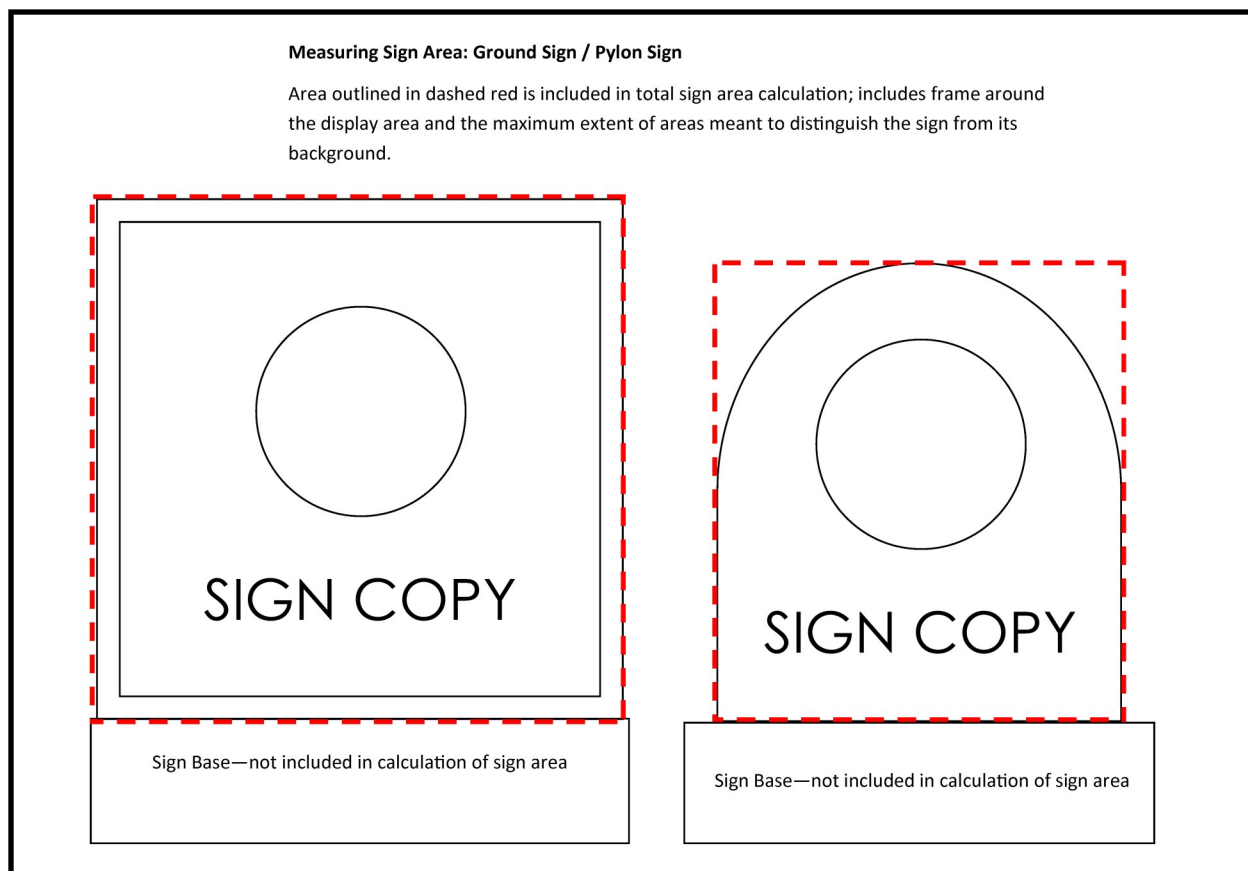 Measuring Sign Area: Ground Sign / Pylon Sign
Area outlined in dashed red is included in total sign area calculation; includes frame around
the display area and the maximum extent of areas meant to distinguish the sign from its
background.
SIGN COPY
Sign Base—not included in calculation of sign area
SIGN COPY
Sign Base—not included in calculation of sign area